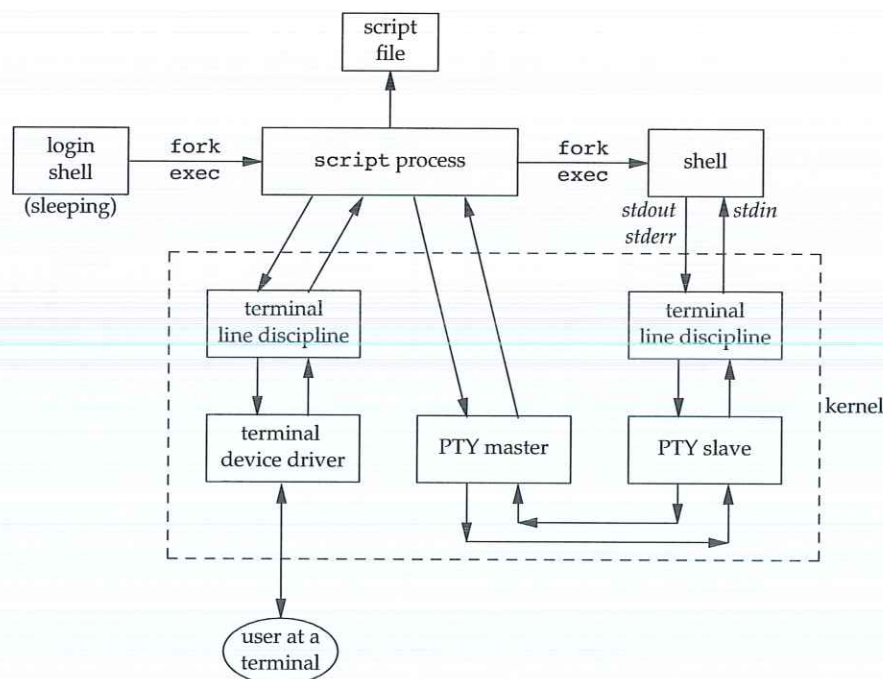 script
file
login
shell
(sleeping)
fork
exec
script process
fork
exec
shell
stdout
stderr
stdin
terminal
line discipline
terminal
line discipline
kernel
terminal
device driver
PTY master
PTY slave
user at a
terminal